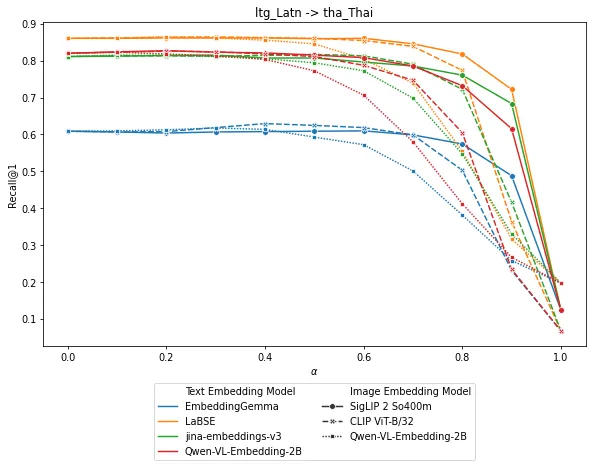 ltg_Latn -> tha_Thai
Recall@1
0.9
0.8
0.7
0.6
0.5
0.4
0.3
0.2
0.1
0.0 0.2 0.4 0.6 0.8 1.0
α
Text Embedding Model Image Embedding Model
EmbeddingGemma SigLIP 2 So400m
LaBSE CLIP ViT-B/32
jina-embeddings-v3 Qwen-VL-Embedding-2B
Qwen-VL-Embedding-2B